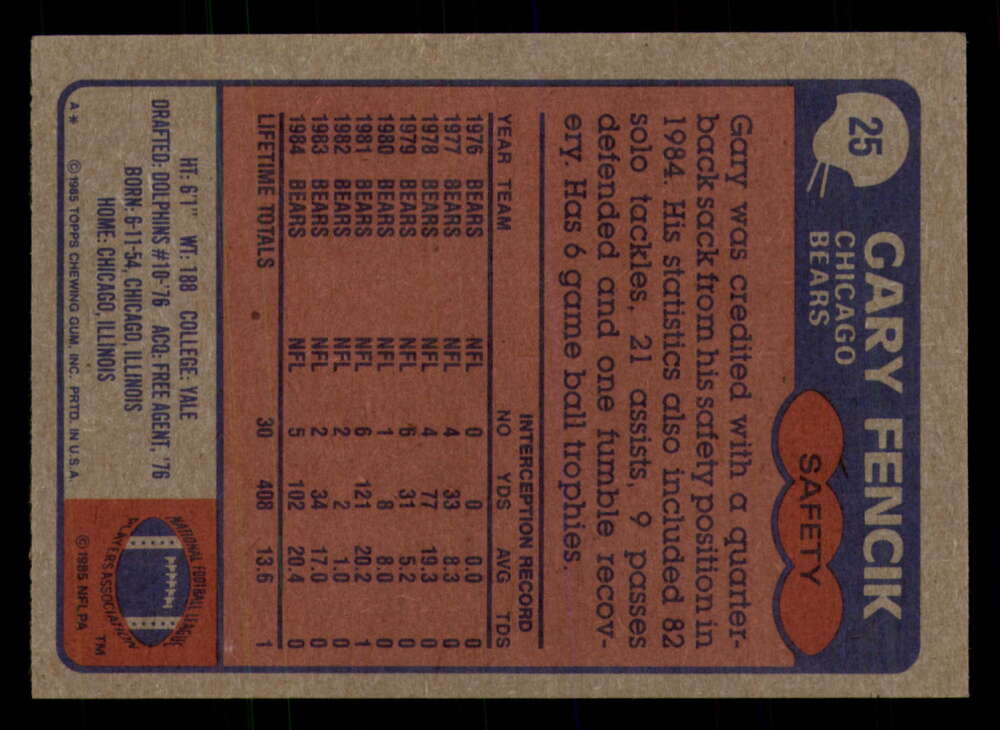 25
GARY FENCIK
CHICAGO
BEARS
SAFETY
Gary was credited with a quarter-
back sack from his safety position in
1984. His statistics also included 82
solo tackles, 21 assists, 9 passes
defended and one fumble recov-
ery. Has 6 game ball trophies.
INTERCEPTION RECORD
YEAR TEAM NO YDS AVG TDS
1976 BEARS NFL 0 0 0.0 0
1977 BEARS NFL 4 33 8.3 0
1978 BEARS NFL 4 77 19.3 0
1979 BEARS NFL 6 31 5.2 0
1980 BEARS NFL 1 8 8.0 0
1981 BEARS NFL 6 121 20.2 1
1982 BEARS NFL 2 2 1.0 0
1983 BEARS NFL 2 34 17.0 0
1984 BEARS NFL 5 102 20.4 0
LIFETIME TOTALS 30 408 13.6 1
HT: 6'1" WT: 188 COLLEGE: YALE
DRAFTED: DOLPHINS #10-'76 ACQ: FREE AGENT, '76
BORN: 6-11-54, CHICAGO, ILLINOIS
HOME: CHICAGO, ILLINOIS
A* © 1985 TOPPS CHEWING GUM, INC. PRTD. IN U.S.A.
NATIONAL FOOTBALL LEAGUE
PLAYERS ASSOCIATION
TM
© 1985 NFLPA